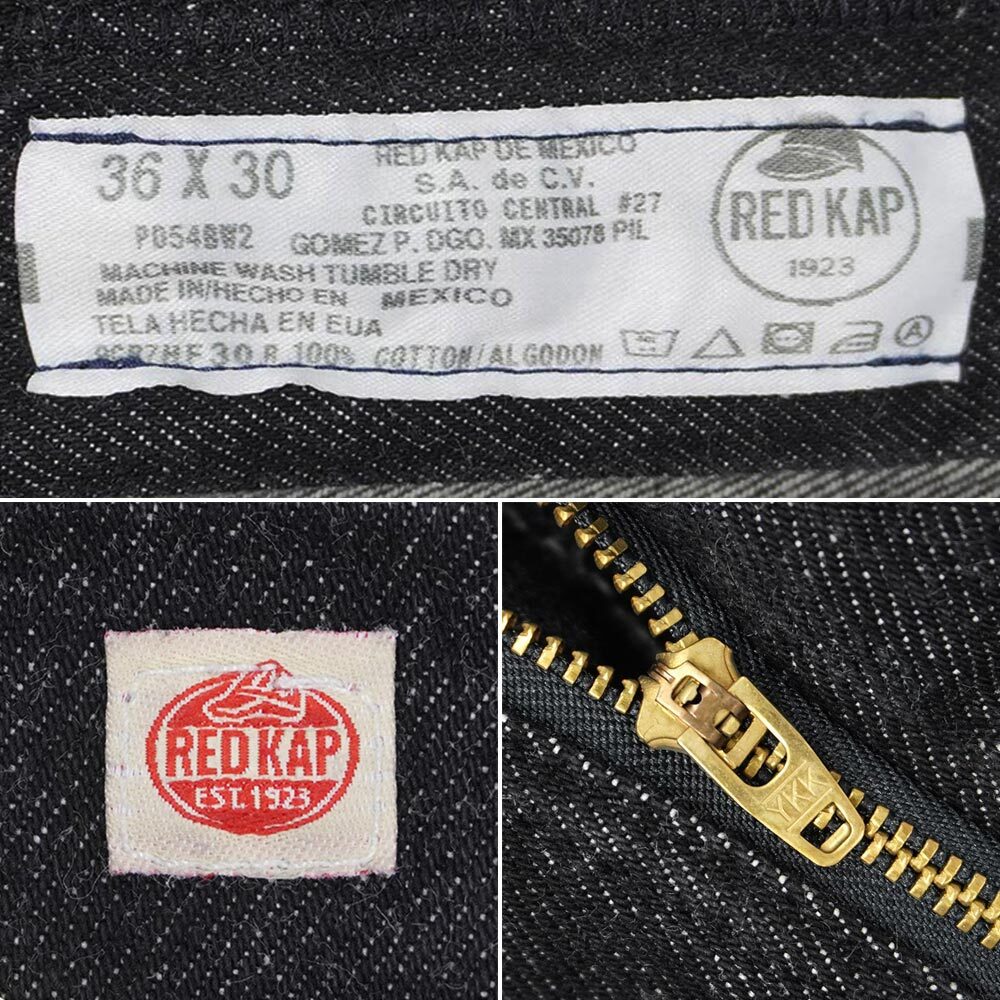 36 X 30
RED KAP DE MEXICO
S.A. de C.V.
CIRCUITO CENTRAL #27
GOMEZ P. DGO. MX 35078 PIL
MACHINE WASH TUMBLE DRY
MADE IN/HECHO EN MEXICO
TELA HECHA EN EUA
30 R 100% COTTON/ALGODON
RED KAP
1923
A
RED KAP
EST. 1923
YKK